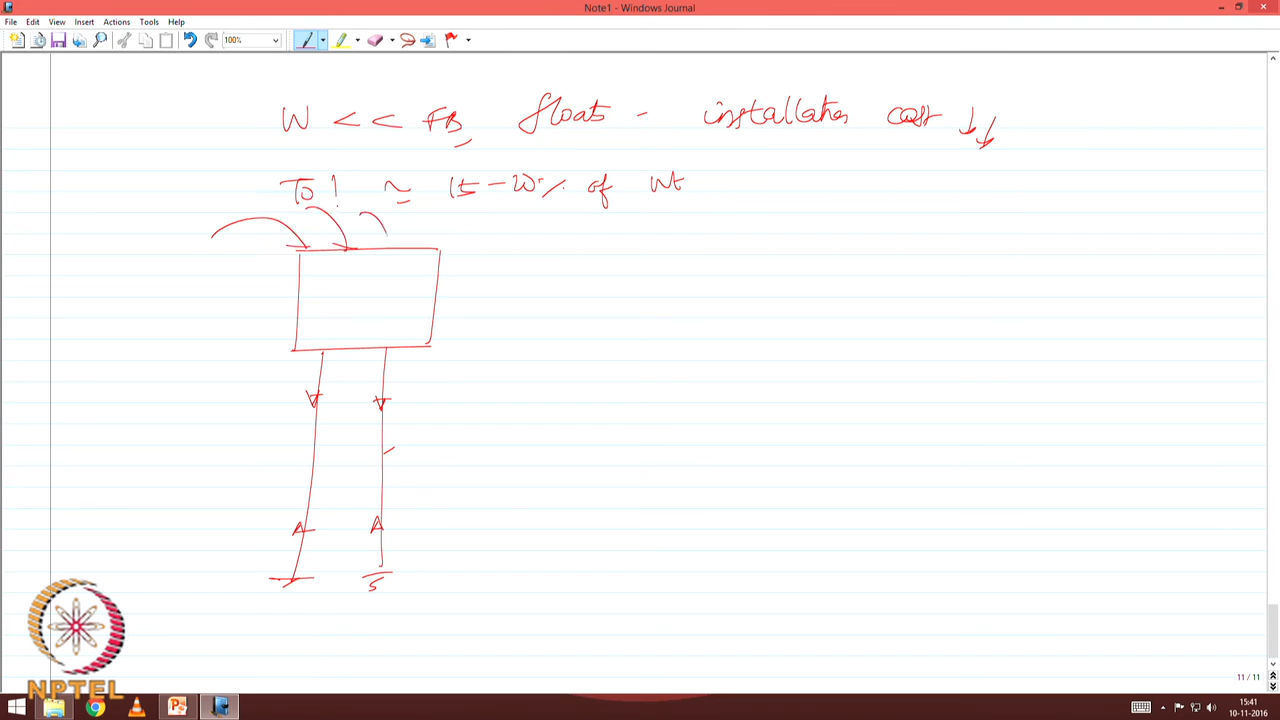 Note1 - Windows Journal
File Edit View Insert Actions Tools Help
100%
W << FB float - installation cost ↓↓
To! ≃ 15-20% of Wt
NPTEL
11 / 11
15:41
10-11-2016